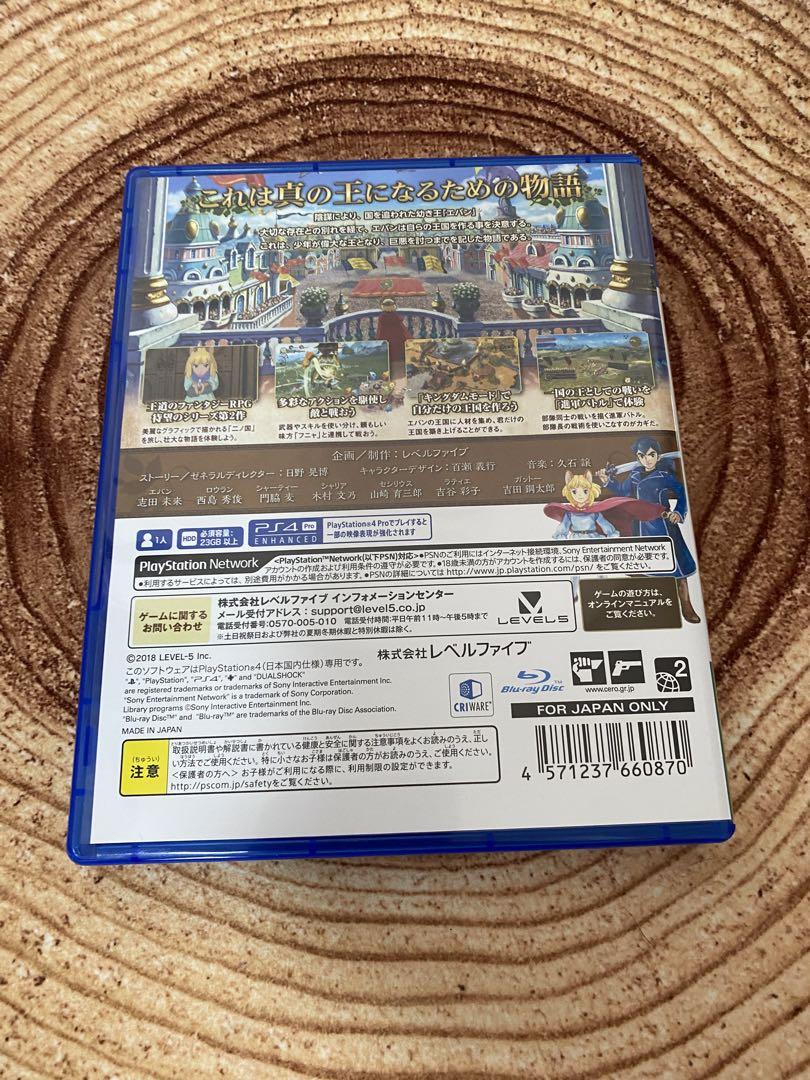 これは真の王になるための物語
陰謀により、国を追われた幼き王「エバン」
大切な存在との別れを経て、エバンは自らの王国を作る事を決意する。
これは、少年が偉大な王となり、巨悪を討つまでを記した物語である。
王道のファンタジーRPG
待望のシリーズ第2作
美麗なグラフィックで描かれる「二ノ国」
を旅し、壮大な物語を体験しよう。
多彩なアクションを駆使し
敵と戦おう
武器やスキルを使い分け、頼もしい
味方「フニャ」と連携して戦おう。
「キングダムモード」で
自分だけの王国を作ろう
エバンの王国に人材を集め、君だけの
王国を築き上げることができる。
一国の王としての戦いを
「進軍バトル」で体験
部隊同士の戦いを描く進軍バトル。
部隊長の戦術を使いこなすのがカギだ。
企画/制作:レベルファイブ
ストーリー/ゼネラルディレクター:日野 晃博 キャラクターデザイン:百瀬 義行 音楽:久石 譲
エバン ロウラン シャーティー シャリア セシリウス ラティエ ガットー
志田 未来 西島 秀俊 門脇 麦 木村 文乃 山崎 育三郎 吉谷 彩子 吉田 鋼太郎
1人
HDD 必須容量:
23GB 以上
PS4 Pro
ENHANCED
PlayStation®4 Proでプレイすると
一部の映像表現が強化されます
PlayStation Network
<PlayStation™Network(以下PSN)対応>●PSNのご利用にはインターネット接続環境、Sony Entertainment Network
アカウントの作成および利用条件の遵守が必要です。●18歳未満の方がアカウントを作成するには、保護者の同意が必要です。
●利用するサービスによっては、別途費用がかかる場合があります。●PSNの詳細については http://www.jp.playstation.com/psn/ をご覧ください。
ゲームに関する
お問い合わせ
株式会社レベルファイブ インフォメーションセンター
メール受付アドレス:support@level5.co.jp
電話受付番号:0570-005-010 電話受付時間:平日午前11時～午後5時まで
※土日祝祭日および弊社の夏期冬期休暇と特別休暇は除く。
LEVEL5
ゲームの遊び方は、
オンラインマニュアルを
ご覧ください。
©2018 LEVEL-5 Inc.
株式会社レベルファイブ
このソフトウェアはPlayStation®4(日本国内仕様)専用です。
"PlayStation", "PS4", and "DUALSHOCK"
are registered trademarks or trademarks of Sony Interactive Entertainment Inc.
"Sony Entertainment Network" is a trademark of Sony Corporation.
Library programs ©Sony Interactive Entertainment Inc.
"Blu-ray Disc™" and "Blu-ray™" are trademarks of the Blu-ray Disc Association.
MADE IN JAPAN
CRIWARE
Blu-ray Disc
www.cero.gr.jp
2
FOR JAPAN ONLY
4 571237 660870
(ちゅうい)
注意
取扱説明書や解説書に書かれている健康と安全に関する注意事項をよくお読みのうえ、正し
い方法でご使用ください。特に小さなお子様は保護者の方がお読みのうえ、ご使用ください。
<保護者の方へ> お子様がご利用になる際に、利用制限の設定ができます。
http://pscom.jp/safetyをご覧ください。